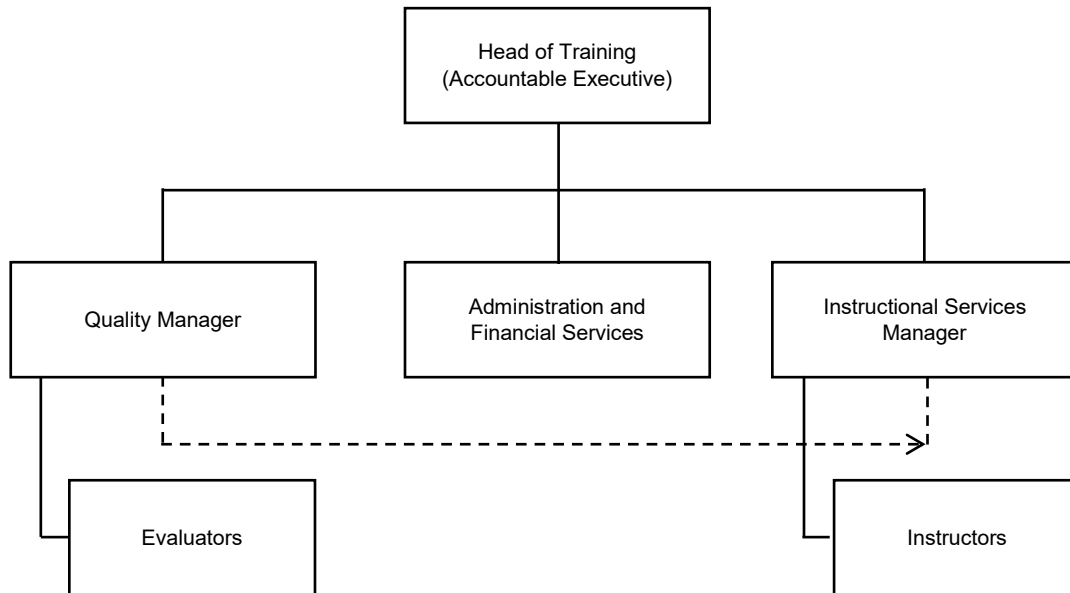 Head of Training
(Accountable Executive)
Quality Manager
Administration and
Financial Services
Instructional Services
Manager
Evaluators
Instructors